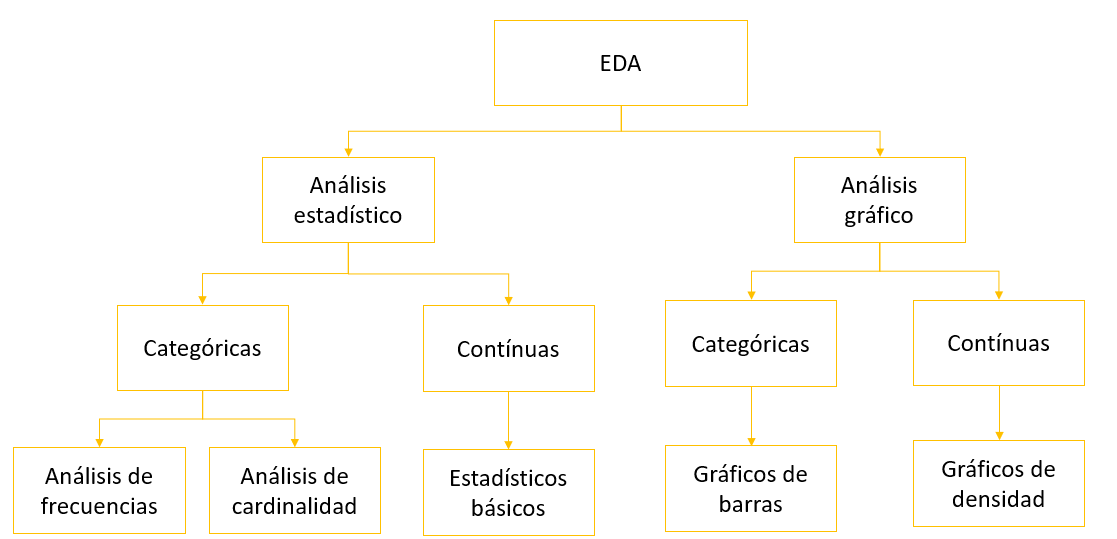 EDA
Análisis
estadístico
Análisis
gráfico
Categóricas
Contínuas
Categóricas
Contínuas
Análisis de
frecuencias
Análisis de
cardinalidad
Estadísticos
básicos
Gráficos de
barras
Gráficos de
densidad